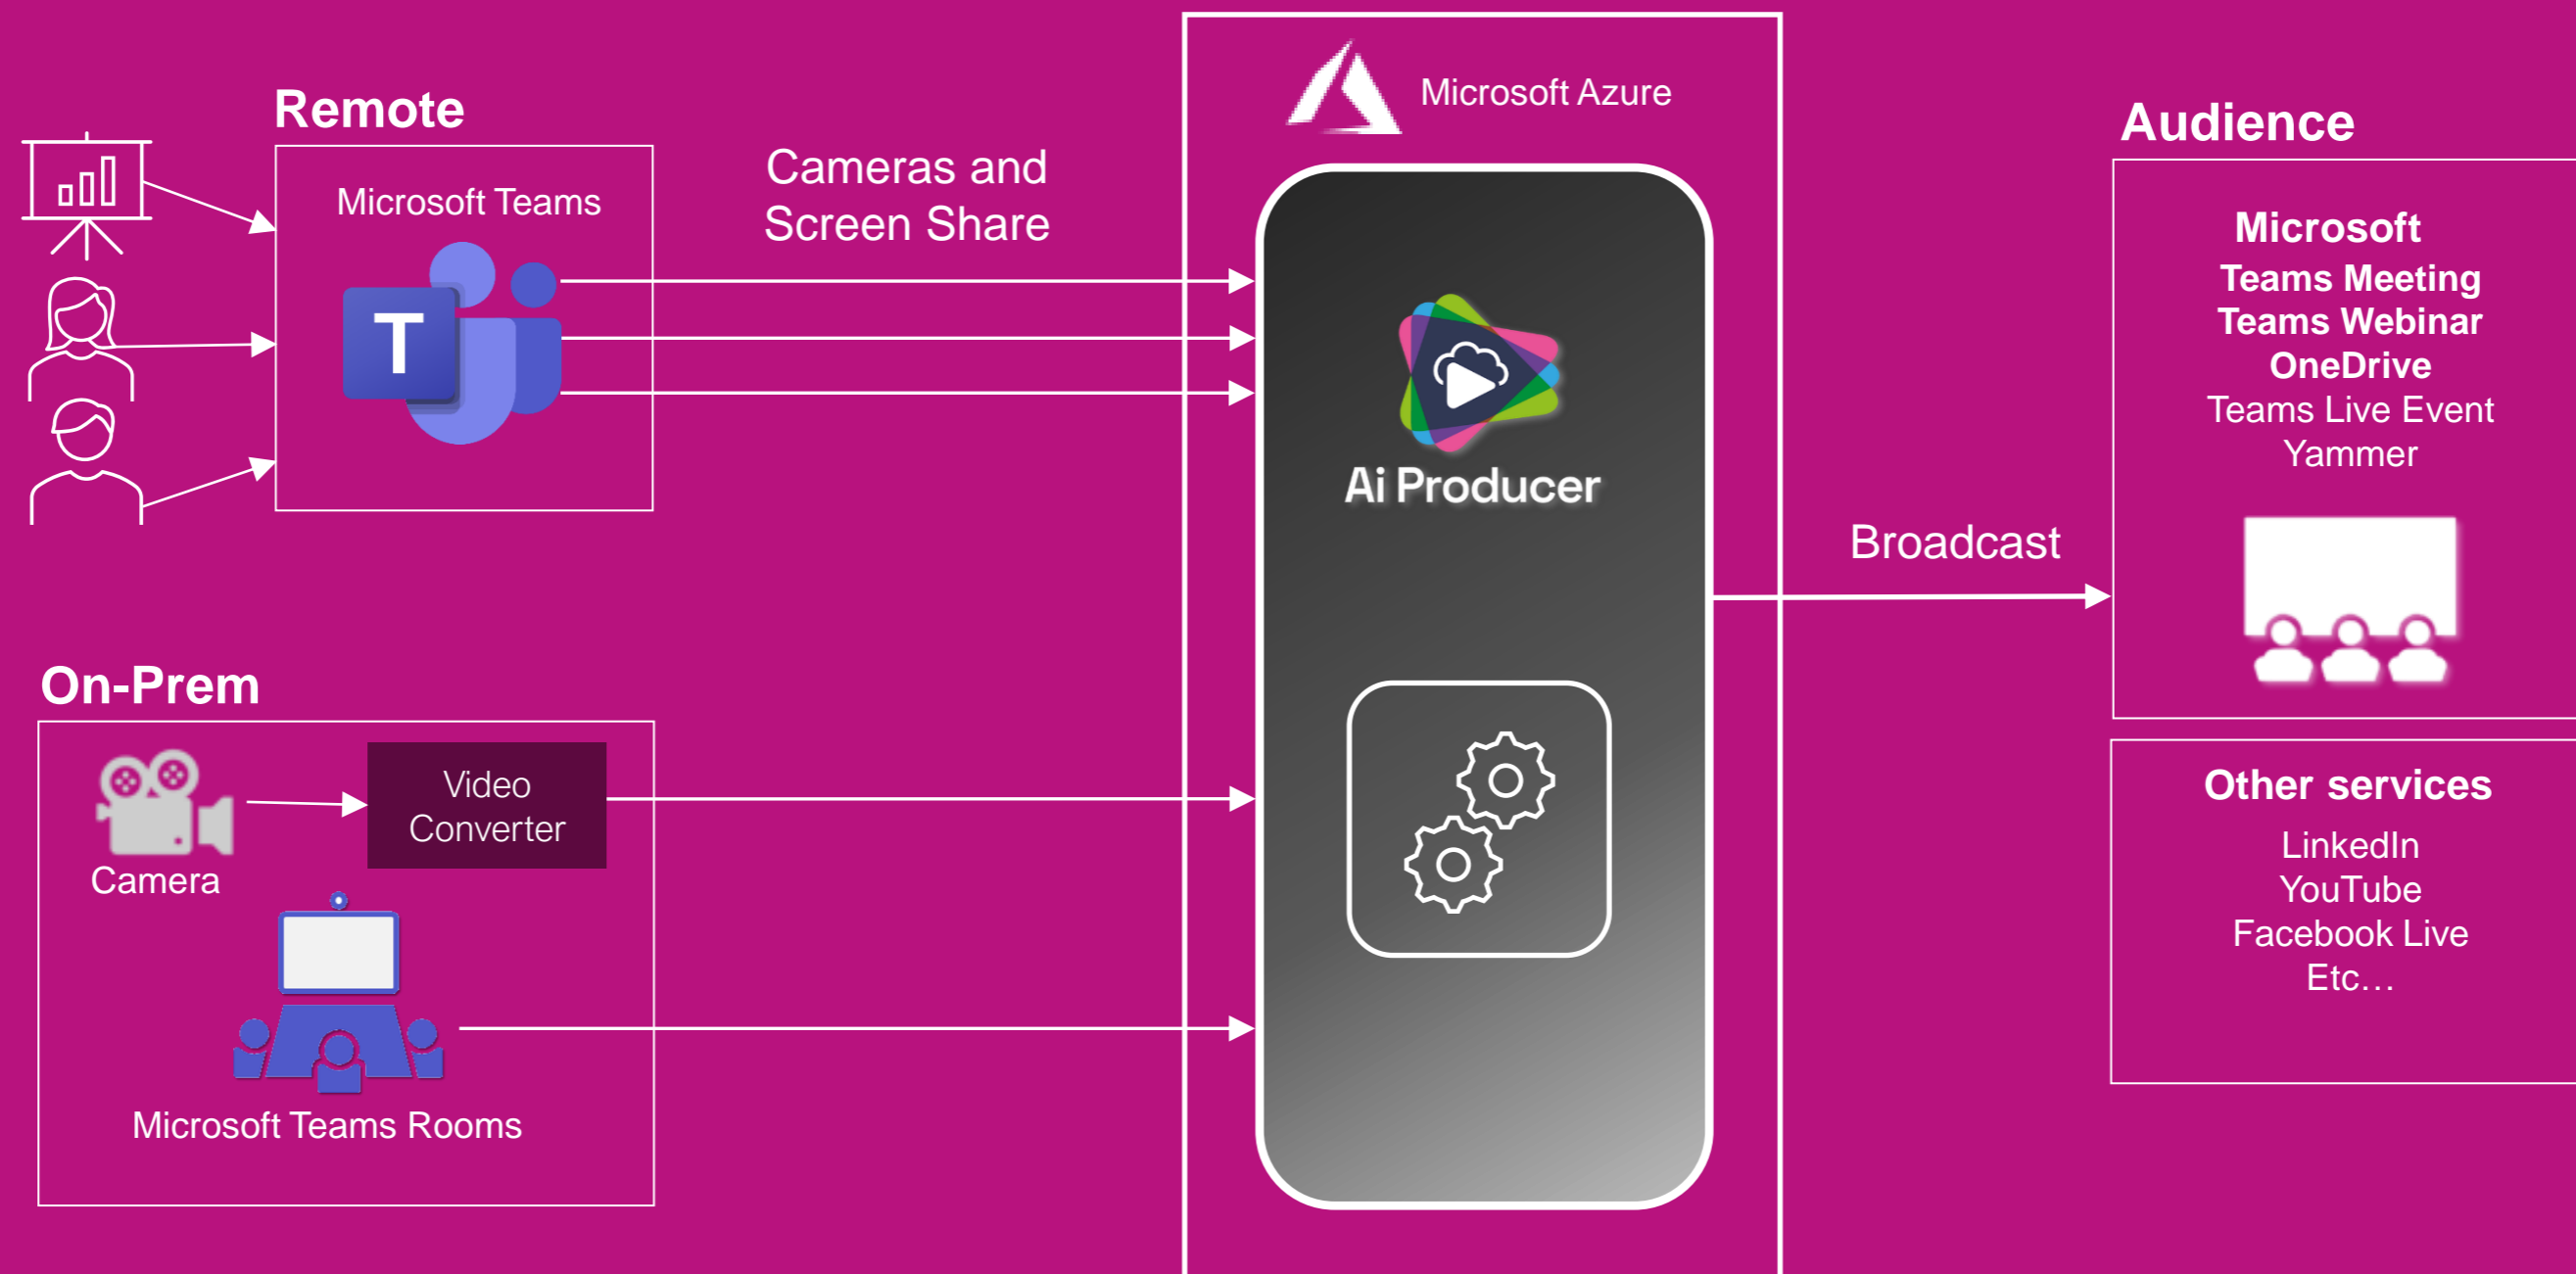 Remote
Microsoft Teams
T
Cameras and
Screen Share
On-Prem
Video
Converter
Camera
Microsoft Teams Rooms
Microsoft Azure
Ai Producer
Broadcast
Audience
Microsoft
Teams Meeting
Teams Webinar
OneDrive
Teams Live Event
Yammer
Other services
LinkedIn
YouTube
Facebook Live
Etc…